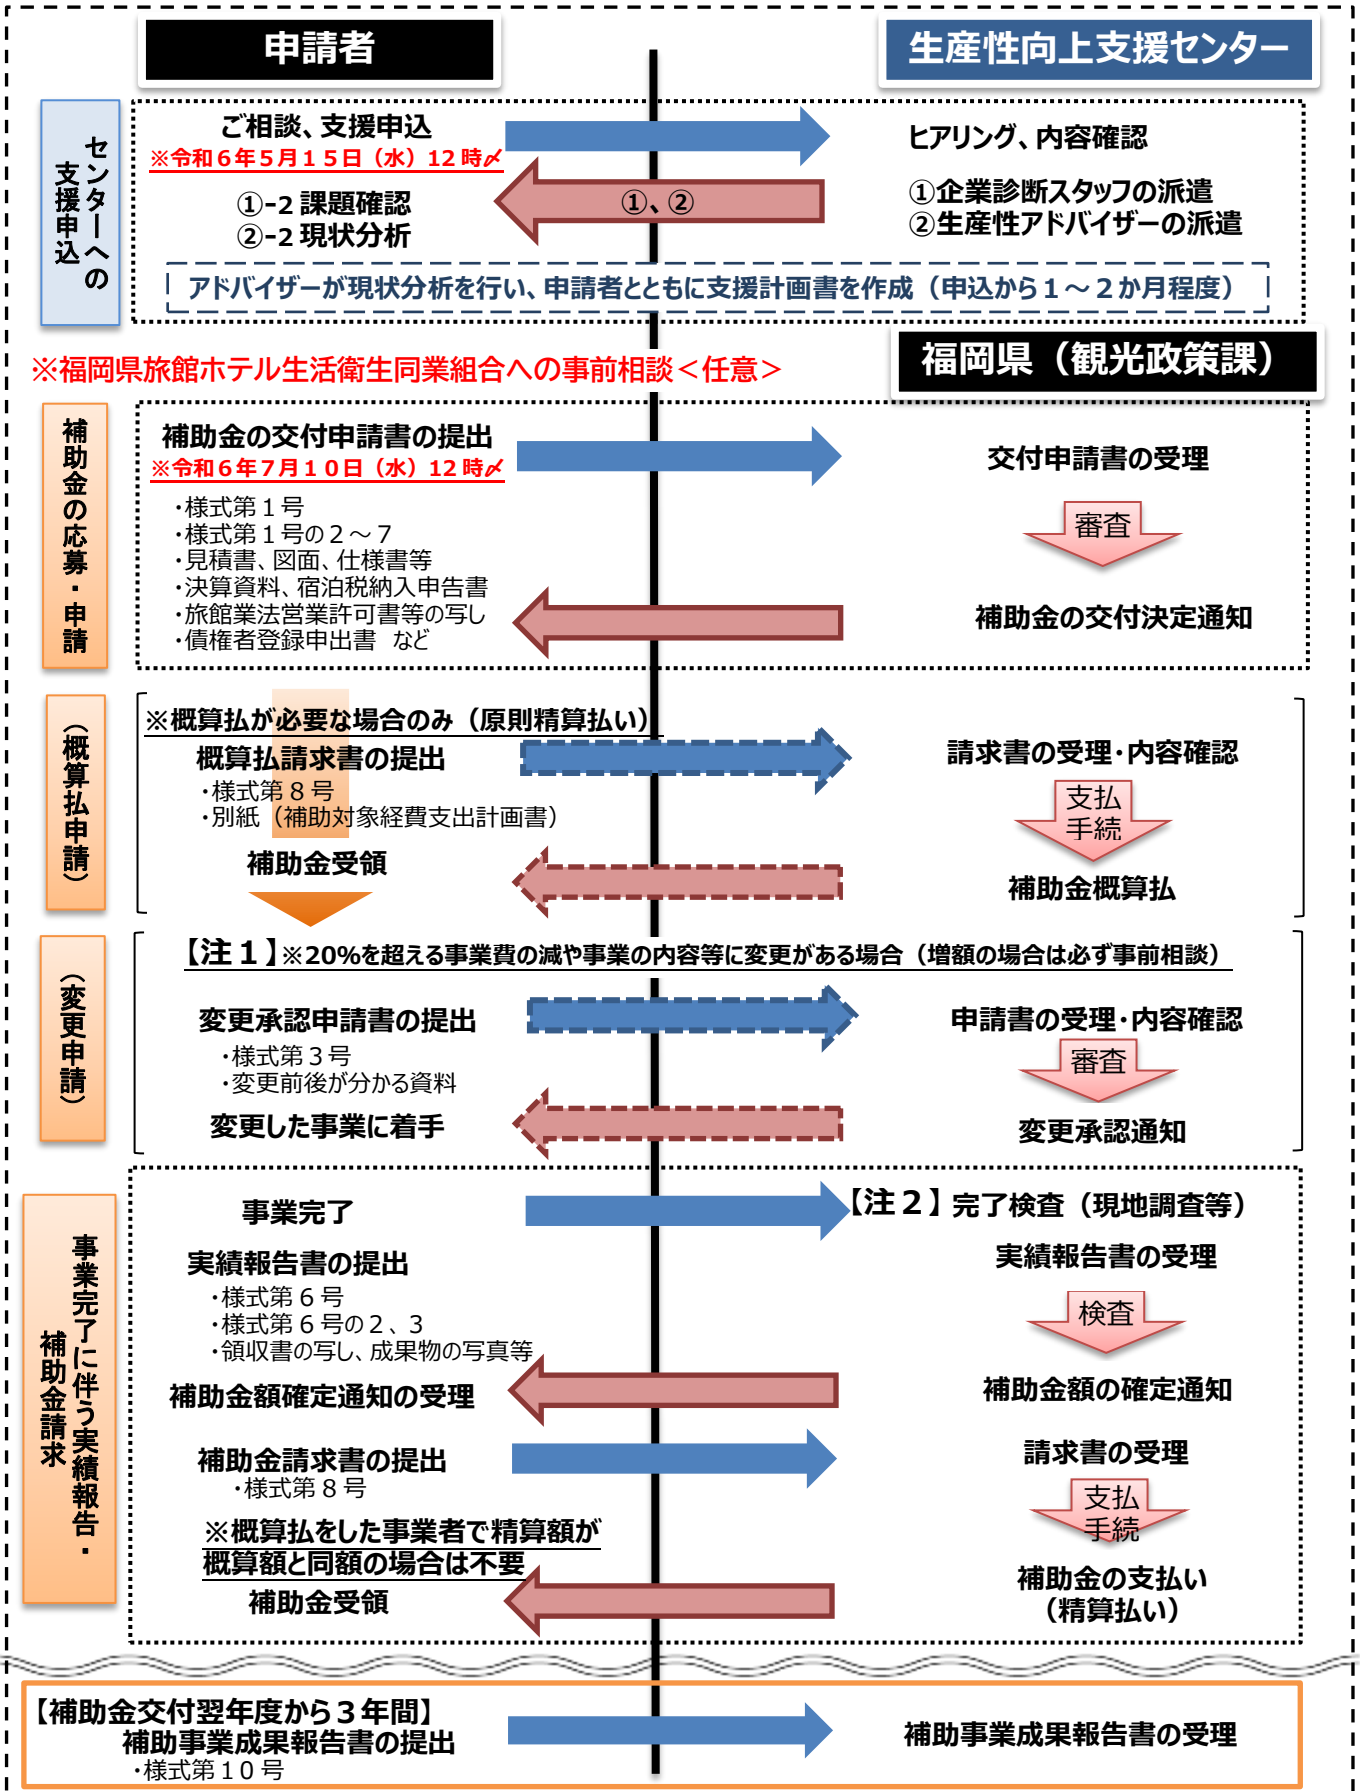 申請者
生産性向上支援センター
センターへの
支援申込
ご相談、支援申込
※令和６年５月１５日（水）12時〆
①-2 課題確認
②-2 現状分析
①、②
ヒアリング、内容確認
①企業診断スタッフの派遣
②生産性アドバイザーの派遣
アドバイザーが現状分析を行い、申請者とともに支援計画書を作成（申込から１～２か月程度）
※福岡県旅館ホテル生活衛生同業組合への事前相談＜任意＞
福岡県（観光政策課）
補助金の応募・申請
補助金の交付申請書の提出
※令和６年７月１０日（水）12時〆
・様式第１号
・様式第１号の２～７
・見積書、図面、仕様書等
・決算資料、宿泊税納入申告書
・旅館業法営業許可書等の写し
・債権者登録申出書 など
交付申請書の受理
審査
補助金の交付決定通知
（概算払申請）
※概算払が必要な場合のみ（原則精算払い）
概算払請求書の提出
・様式第８号
・別紙（補助対象経費支出計画書）
補助金受領
請求書の受理・内容確認
支払
手続
補助金概算払
（変更申請）
【注１】※20%を超える事業費の減や事業の内容等に変更がある場合（増額の場合は必ず事前相談）
変更承認申請書の提出
・様式第３号
・変更前後が分かる資料
変更した事業に着手
申請書の受理・内容確認
審査
変更承認通知
事業完了に伴う実績報告・
補助金請求
事業完了
【注２】完了検査（現地調査等）
実績報告書の提出
・様式第６号
・様式第６号の２、３
・領収書の写し、成果物の写真等
実績報告書の受理
検査
補助金額確定通知の受理
補助金額の確定通知
補助金請求書の提出
・様式第８号
請求書の受理
支払
手続
※概算払をした事業者で精算額が
概算額と同額の場合は不要
補助金受領
補助金の支払い
（精算払い）
【補助金交付翌年度から３年間】
補助事業成果報告書の提出
・様式第１０号
補助事業成果報告書の受理